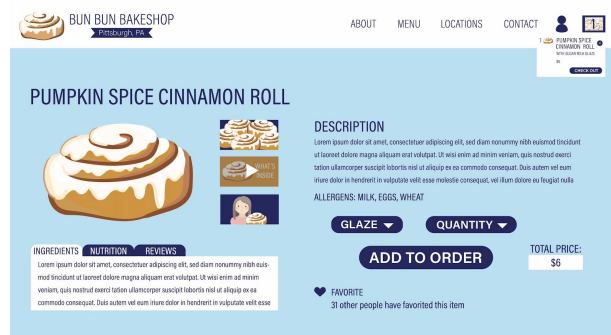 BUN BUN BAKESHOP
Pittsburgh, PA
ABOUT
MENU
LOCATIONS
CONTACT
1
1
PUMPKIN SPICE
CINNAMON ROLL
WITH SUGAR MILK GLAZE
$6
CHECK OUT
PUMPKIN SPICE CINNAMON ROLL
WHAT'S
INSIDE
DESCRIPTION
Lorem ipsum dolor sit amet, consectetuer adipiscing elit, sed diam nonummy nibh euismod tincidunt
ut laoreet dolore magna aliquam erat volutpat. Ut wisi enim ad minim veniam, quis nostrud exerci
tation ullamcorper suscipit lobortis nisl ut aliquip ex ea commodo consequat. Duis autem vel eum
iriure dolor in hendrerit in vulputate velit esse molestie consequat, vel illum dolore eu feugiat nulla
ALLERGENS: MILK, EGGS, WHEAT
GLAZE
QUANTITY
ADD TO ORDER
TOTAL PRICE:
$6
FAVORITE
31 other people have favorited this item
INGREDIENTS
NUTRITION
REVIEWS
Lorem ipsum dolor sit amet, consectetuer adipiscing elit, sed diam nonummy nibh euis-
mod tincidunt ut laoreet dolore magna aliquam erat volutpat. Ut wisi enim ad minim
veniam, quis nostrud exerci tation ullamcorper suscipit lobortis nisl ut aliquip ex ea
commodo consequat. Duis autem vel eum iriure dolor in hendrerit in vulputate velit esse